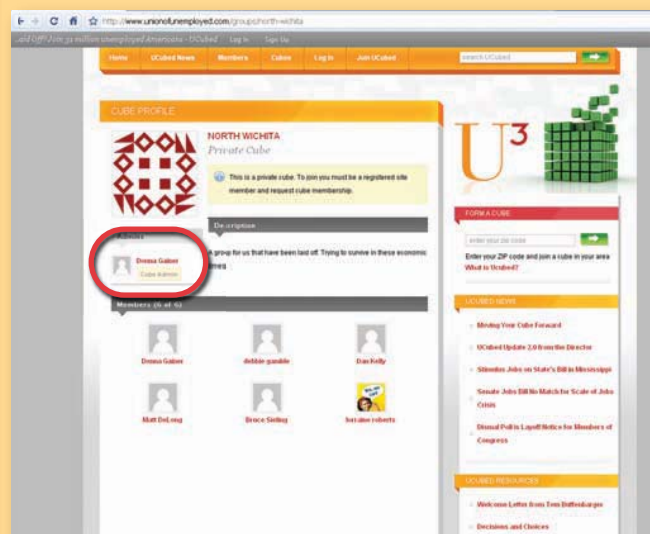 http://www.unionofunemployed.com/groups/north-wichita
Log In Sign Up
Home UCubed News Members Cubes Log In Join UCubed
search UCubed
CUBE PROFILE
NORTH WICHITA
Private Cube
This is a private cube. To join you must be a registered site
member and request cube membership.
Description
A group for us that have been laid off. Trying to survive in these economic
times
Admins
Donna Gaiber
Cube Admin
Members (6 of 6)
Donna Gaiber debbie gamble Dan Kelly
Matt DeLong Bruce Sieling lorraine roberts
U3
FORM A CUBE
enter your zip code
Enter your ZIP code and join a cube in your area
What is Ucubed?
UCUBED NEWS
Moving Your Cube Forward
UCubed Update 2.0 from the Director
Stimulus Jobs on State's Bill in Mississippi
Senate Jobs Bill No Match for Scale of Jobs
Crisis
Dismal Poll is Layoff Notice for Members of
Congress
UCUBED RESOURCES
Welcome Letter from Tom Buffenbarger
Decisions and Choices